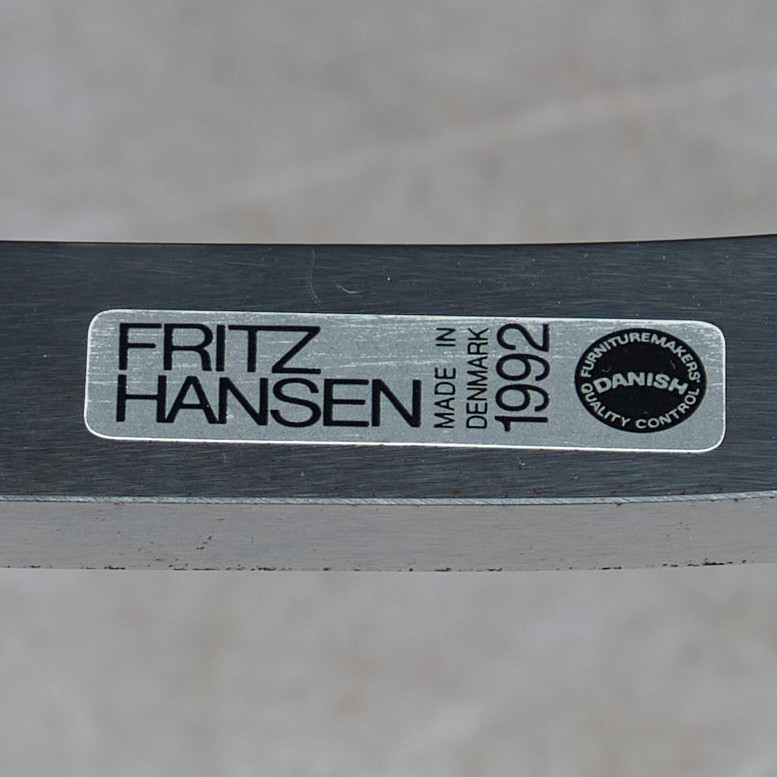 FRITZ
HANSEN
MADE IN
DENMARK
1992
FURNITUREMAKERS'
DANISH
QUALITY CONTROL